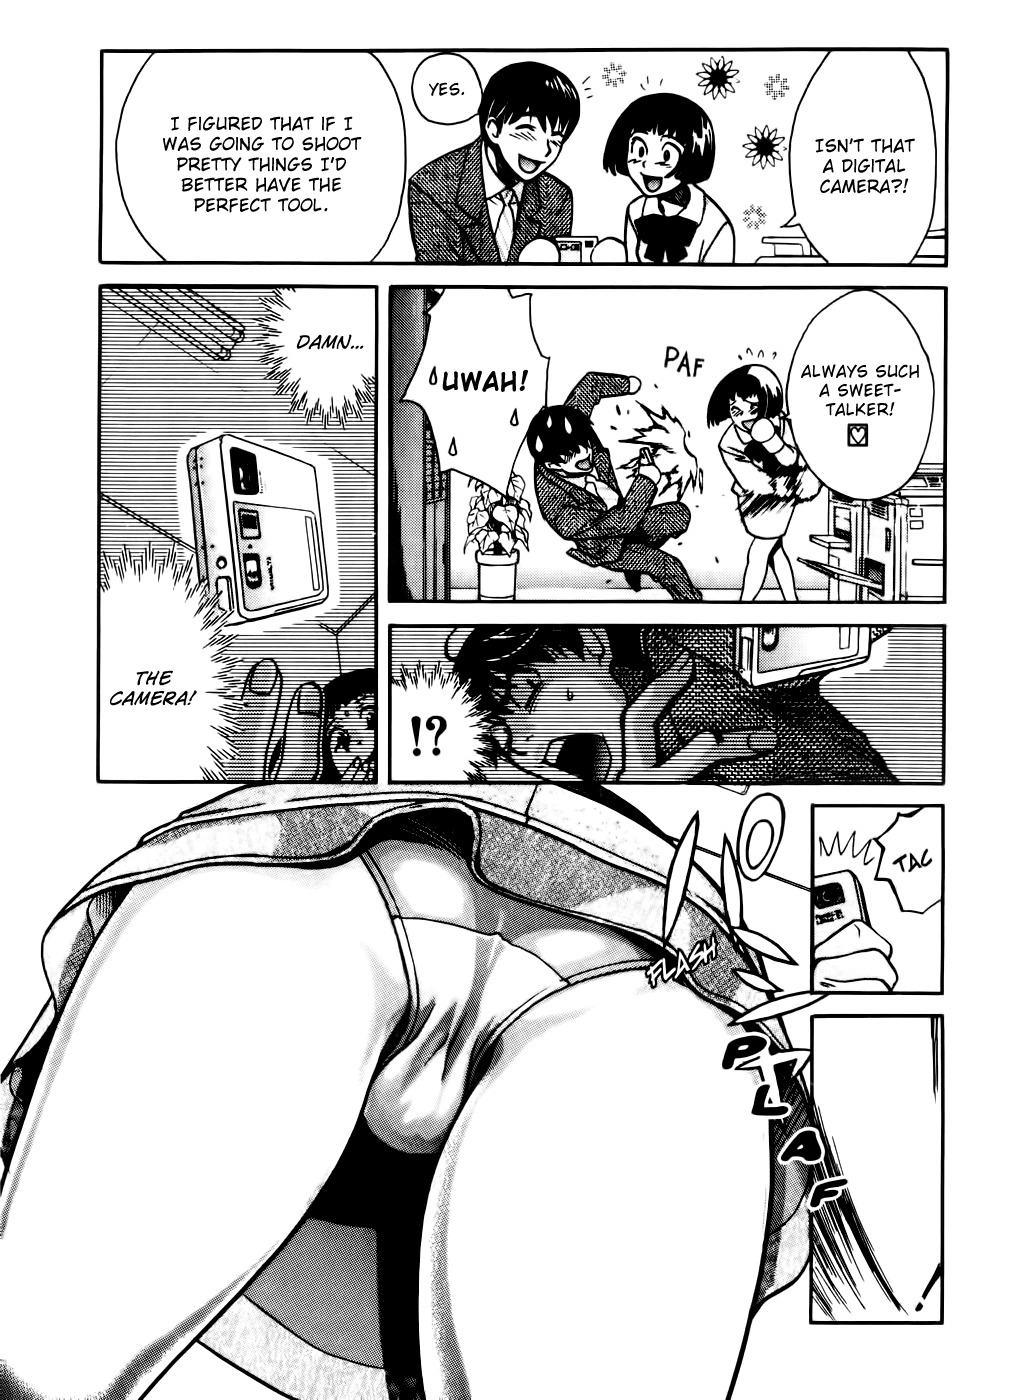 ISN'T THAT
A DIGITAL
CAMERA?!
YES.
I FIGURED THAT IF I
WAS GOING TO SHOOT
PRETTY THINGS I'D
BETTER HAVE THE
PERFECT TOOL.
ALWAYS SUCH
A SWEET-
TALKER!
PAF
UWAH!
DAMN...
THE
CAMERA!
!?
TAC
FLASH
PLAF
!